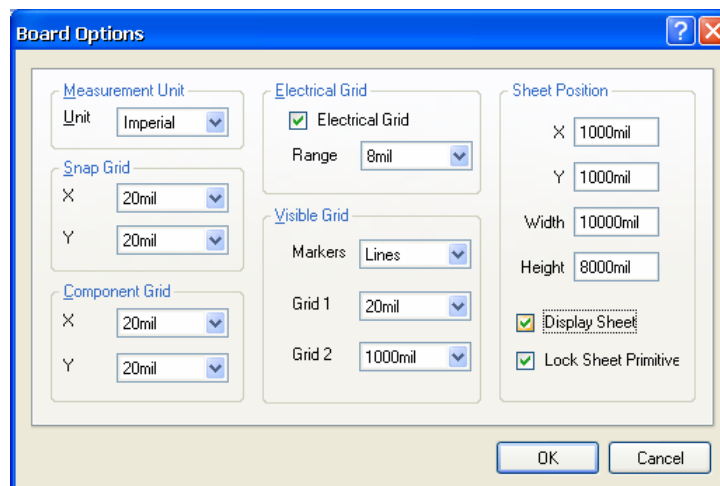 Board Options
Measurement Unit
Unit Imperial
Snap Grid
X 20mil
Y 20mil
Component Grid
X 20mil
Y 20mil
Electrical Grid
Electrical Grid
Range 8mil
Visible Grid
Markers Lines
Grid 1 20mil
Grid 2 1000mil
Sheet Position
X 1000mil
Y 1000mil
Width 10000mil
Height 8000mil
Display Sheet
Lock Sheet Primitive
OK Cancel